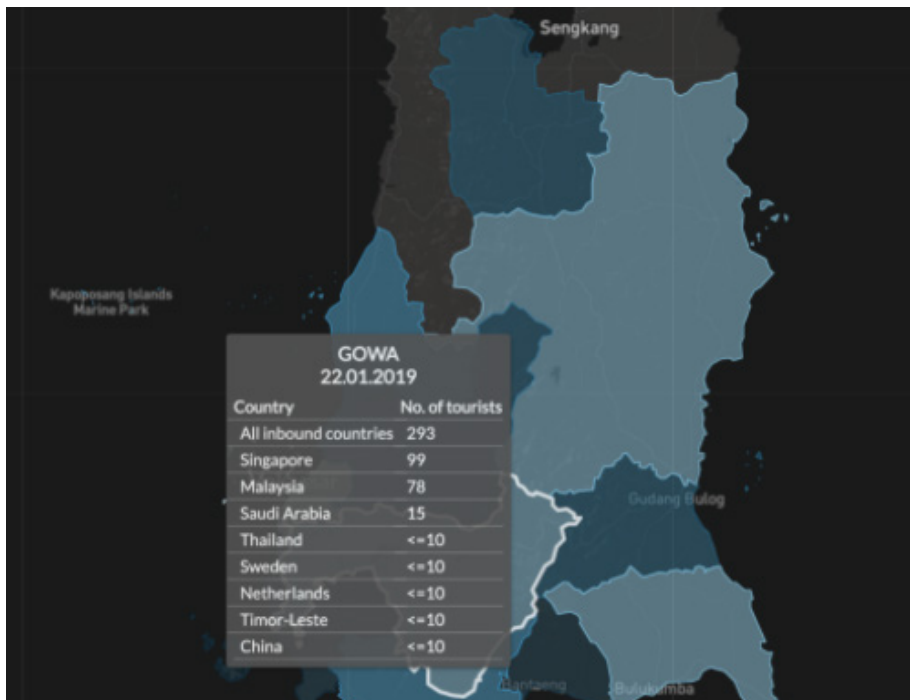 Sengkang
Kapoposang Islands
Marine Park
GOWA
22.01.2019
Country No. of tourists
All inbound countries 293
Singapore 99
Malaysia 78
Saudi Arabia 15
Thailand <=10
Sweden <=10
Netherlands <=10
Timor-Leste <=10
China <=10
Gudang Bulog
Bantaeng
Bulukumba